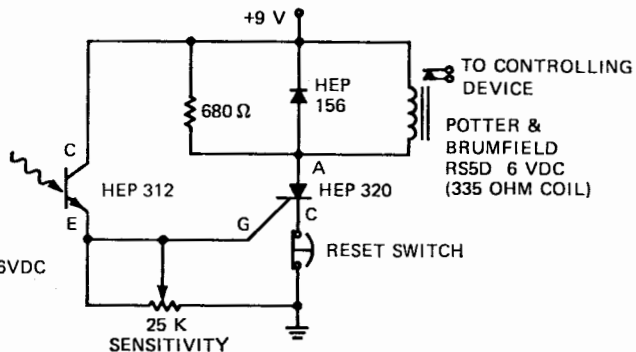 +9 V
HEP
156
680 Ω
TO CONTROLLING
DEVICE
POTTER &
BRUMFIELD
RS5D 6 VDC
(335 OHM COIL)
C
HEP 312
E
A
HEP 320
C
G
RESET SWITCH
6VDC
25 K
SENSITIVITY